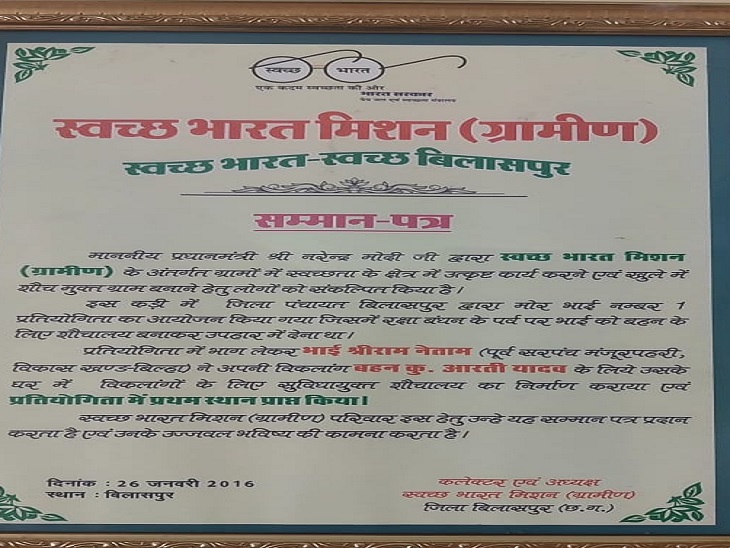 स्वच्छ भारत
एक कदम स्वच्छता की ओर
भारत सरकार
पेय जल एवं स्वच्छता मंत्रालय
स्वच्छ भारत मिशन (ग्रामीण)
स्वच्छ भारत-स्वच्छ बिलासपुर
सम्मान-पत्र
माननीय प्रधानमंत्री श्री नरेन्द्र मोदी जी द्वारा स्वच्छ भारत मिशन
(ग्रामीण) के अंतर्गत ग्रामों में स्वच्छता के क्षेत्र में उत्कृष्ट कार्य करने एवं खुले में
शौच मुक्त ग्राम बनाने हेतु लोगों को संकल्पित किया है।
इस कड़ी में जिला पंचायत बिलासपुर द्वारा मोर भाई नम्बर 1
प्रतियोगिता का आयोजन किया गया जिसमें रक्षा बंधन के पर्व पर भाई को बहन के
लिए शौचालय बनाकर उपहार में देना था।
प्रतियोगिता में भाग लेकर भाई श्रीराम नेताम (पूर्व सरपंच मंजूरपहरी,
विकास खण्ड-बिल्हा) ने अपनी विकलांग बहन कु. आरती यादव के लिये उसके
घर में विकलांगों के लिए सुविधायुक्त शौचालय का निर्माण कराया एवं
प्रतियोगिता में प्रथम स्थान प्राप्त किया।
स्वच्छ भारत मिशन (ग्रामीण) परिवार इस हेतु उन्हे यह सम्मान पत्र प्रदान
करता है एवं उनके उज्जवल भविष्य की कामना करता है।
दिनांक : 26 जनवरी 2016
स्थान : बिलासपुर
कलेक्टर एवं अध्यक्ष
स्वच्छ भारत मिशन (ग्रामीण)
जिला बिलासपुर (छ.ग.)